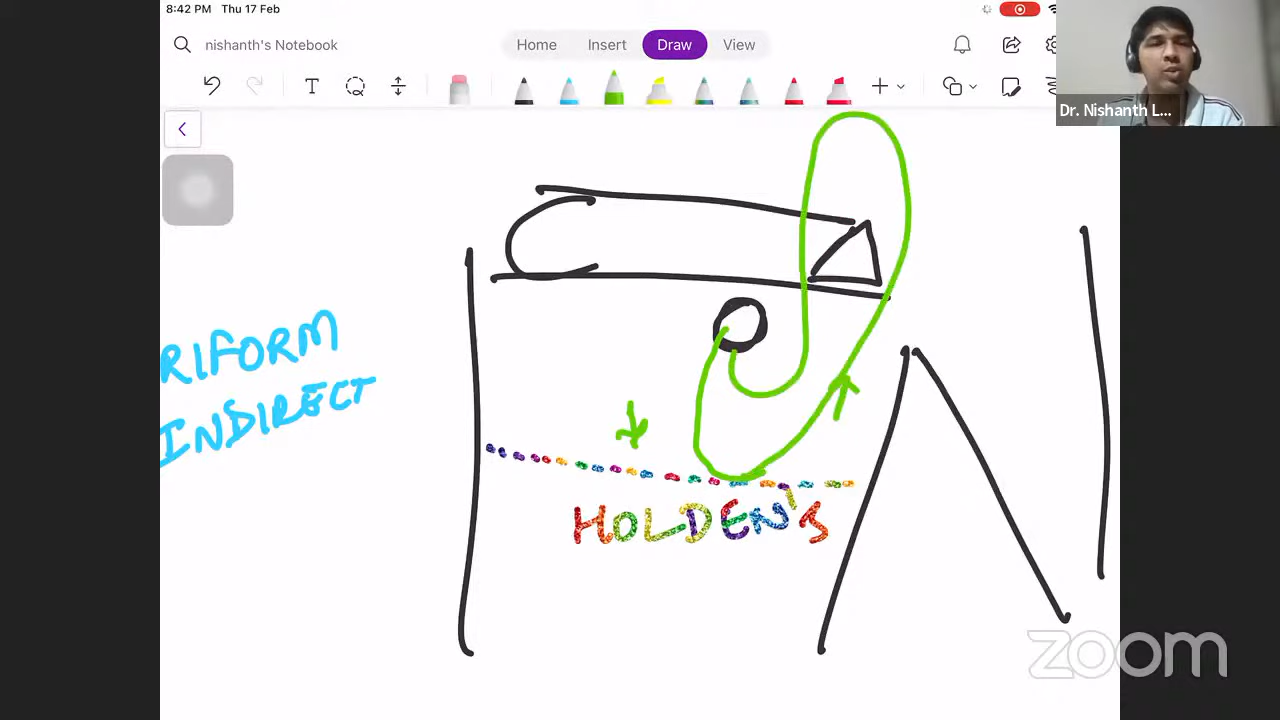 8:42 PM Thu 17 Feb
nishanth's Notebook
Home Insert Draw View
Dr. Nishanth L...
RIFORM
INDIRECT
HOLDEN'S
zoom